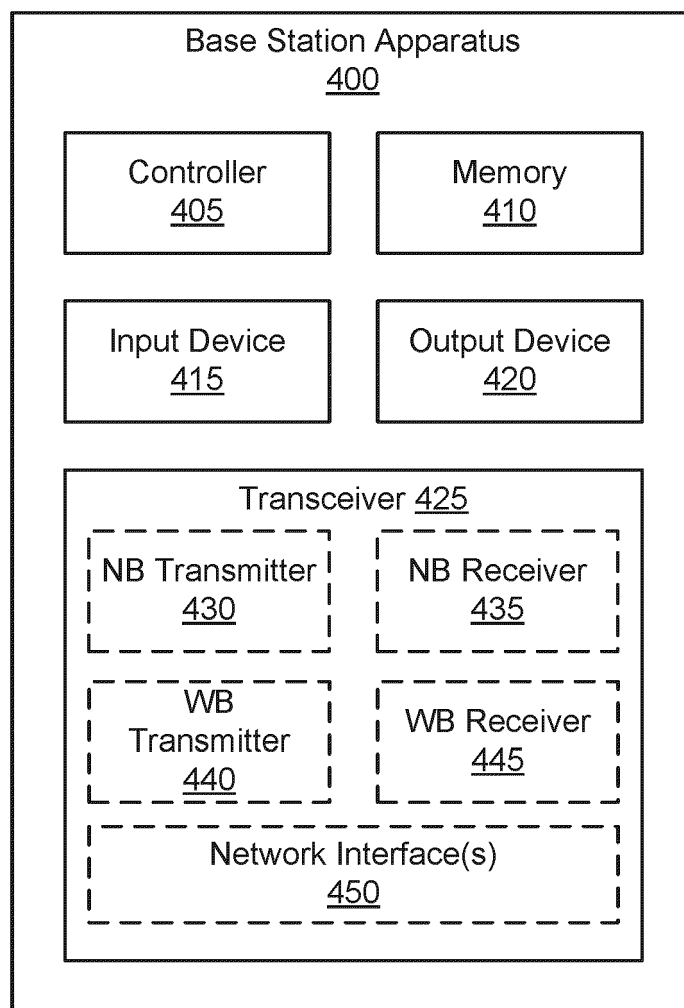 Base Station Apparatus
400
Controller
405
Memory
410
Input Device
415
Output Device
420
Transceiver 425
NB Transmitter
430
NB Receiver
435
WB
Transmitter
440
WB Receiver
445
Network Interface(s)
450